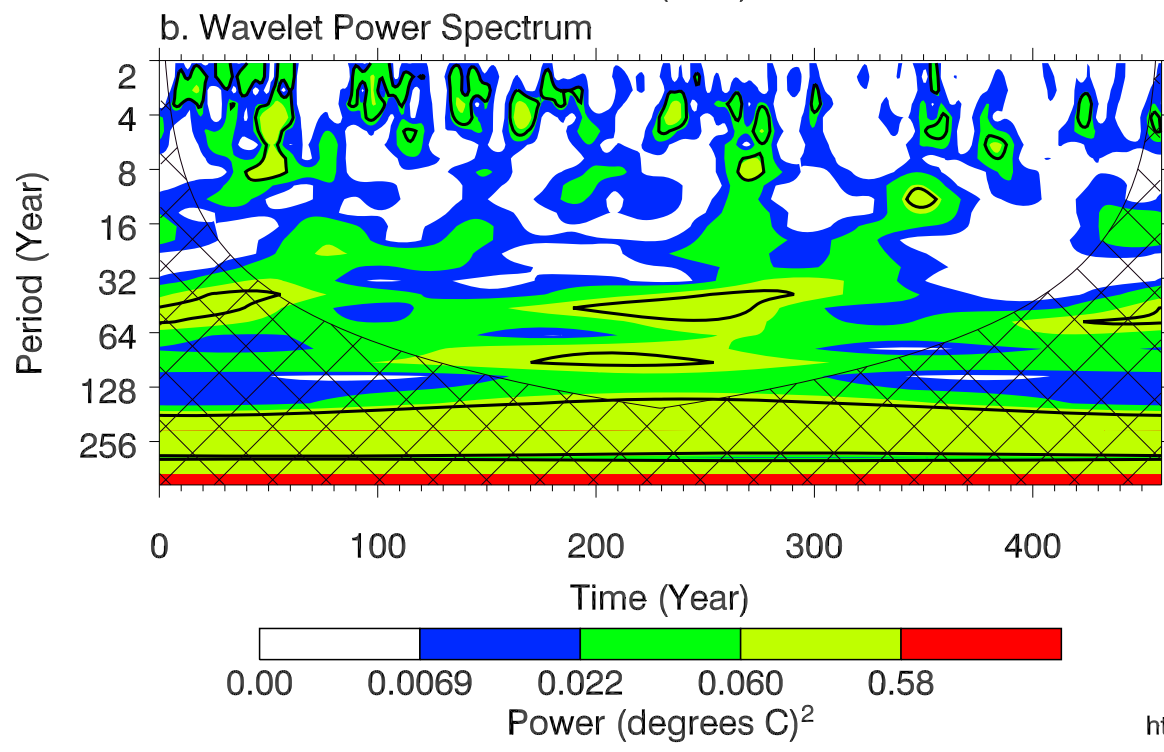 b. Wavelet Power Spectrum
2
4
8
16
32
64
128
256
Period (Year)
0 100 200 300 400
Time (Year)
0.00 0.0069 0.022 0.060 0.58
Power (degrees C)²